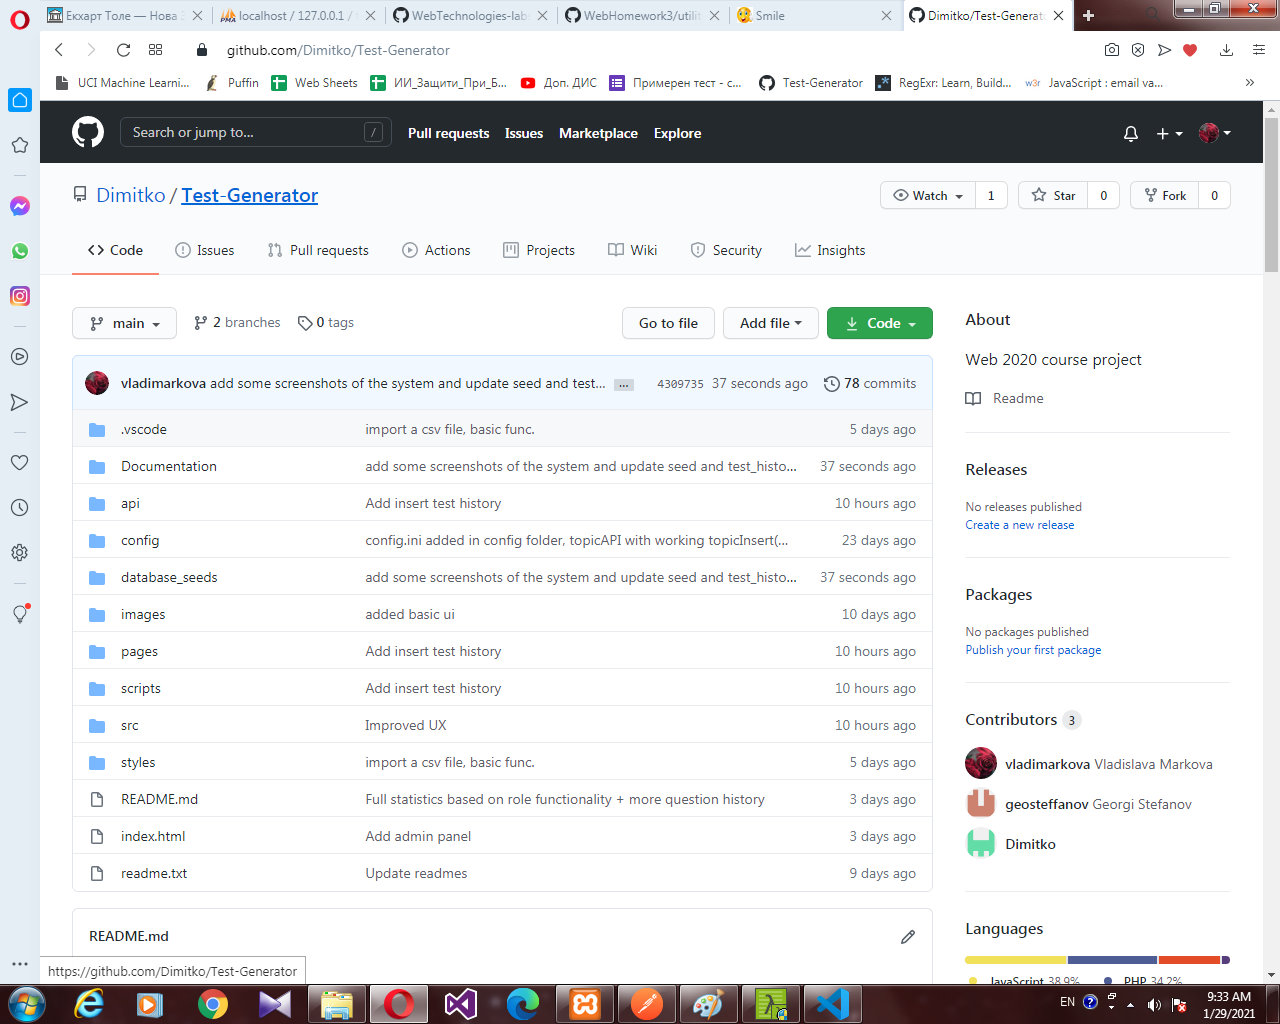 Екхарт Толе — Нова З
localhost / 127.0.0.1 /
WebTechnologies-lab
WebHomework3/utilit
Smile
Dimitko/Test-Generato
github.com/Dimitko/Test-Generator
UCI Machine Learni...
Puffin
Web Sheets
ИИ_Защити_При_Б...
Доп. ДИС
Примерен тест - с...
Test-Generator
RegExr: Learn, Build...
JavaScript : email va...
Search or jump to...
/
Pull requests
Issues
Marketplace
Explore
Dimitko / Test-Generator
Watch 1
Star 0
Fork 0
Code
Issues
Pull requests
Actions
Projects
Wiki
Security
Insights
main
2 branches
0 tags
Go to file
Add file
Code
vladimarkova add some screenshots of the system and update seed and test... ... 4309735 37 seconds ago 78 commits
.vscode import a csv file, basic func. 5 days ago
Documentation add some screenshots of the system and update seed and test_histo... 37 seconds ago
api Add insert test history 10 hours ago
config config.ini added in config folder, topicAPI with working topicInsert(... 23 days ago
database_seeds add some screenshots of the system and update seed and test_histo... 37 seconds ago
images added basic ui 10 days ago
pages Add insert test history 10 hours ago
scripts Add insert test history 10 hours ago
src Improved UX 10 hours ago
styles import a csv file, basic func. 5 days ago
README.md Full statistics based on role functionality + more question history 3 days ago
index.html Add admin panel 3 days ago
readme.txt Update readmes 9 days ago
README.md
About
Web 2020 course project
Readme
Releases
No releases published
Create a new release
Packages
No packages published
Publish your first package
Contributors 3
vladimarkova Vladislava Markova
geosteffanov Georgi Stefanov
Dimitko
Languages
JavaScript 38.9% PHP 34.2%
https://github.com/Dimitko/Test-Generator
EN
9:33 AM
1/29/2021